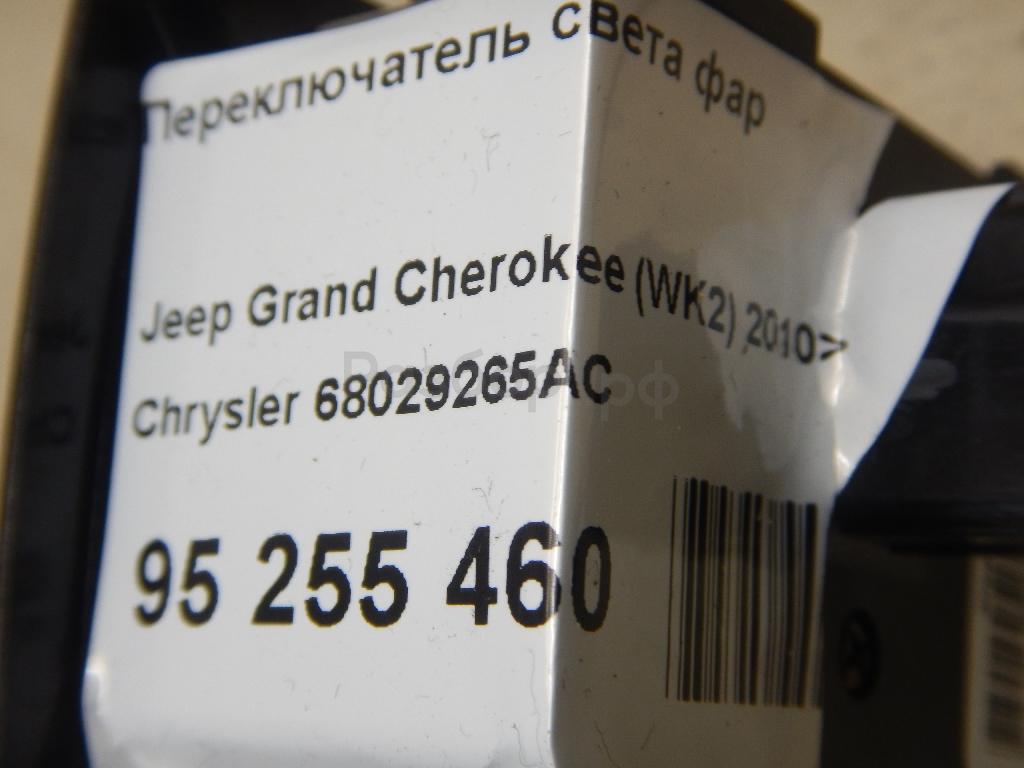 Переключатель света фар
Jeep Grand Cherokee (WK2) 2010>
Chrysler 68029265AC
95 255 460